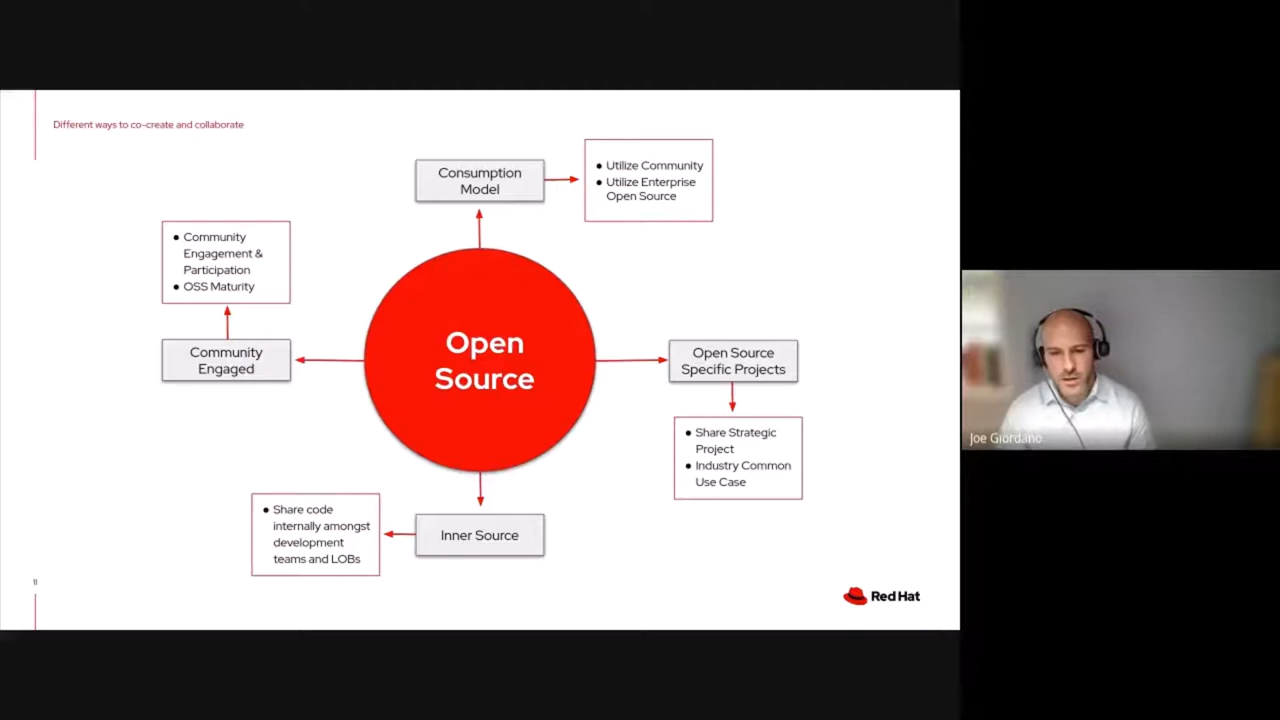 Different ways to co-create and collaborate
Consumption
Model
● Utilize Community
● Utilize Enterprise
Open Source
● Community
Engagement &
Participation
● OSS Maturity
Community
Engaged
Open
Source
Open Source
Specific Projects
● Share Strategic
Project
● Industry Common
Use Case
● Share code
internally amongst
development
teams and LOBs
Inner Source
11
Red Hat
Joe Giordano